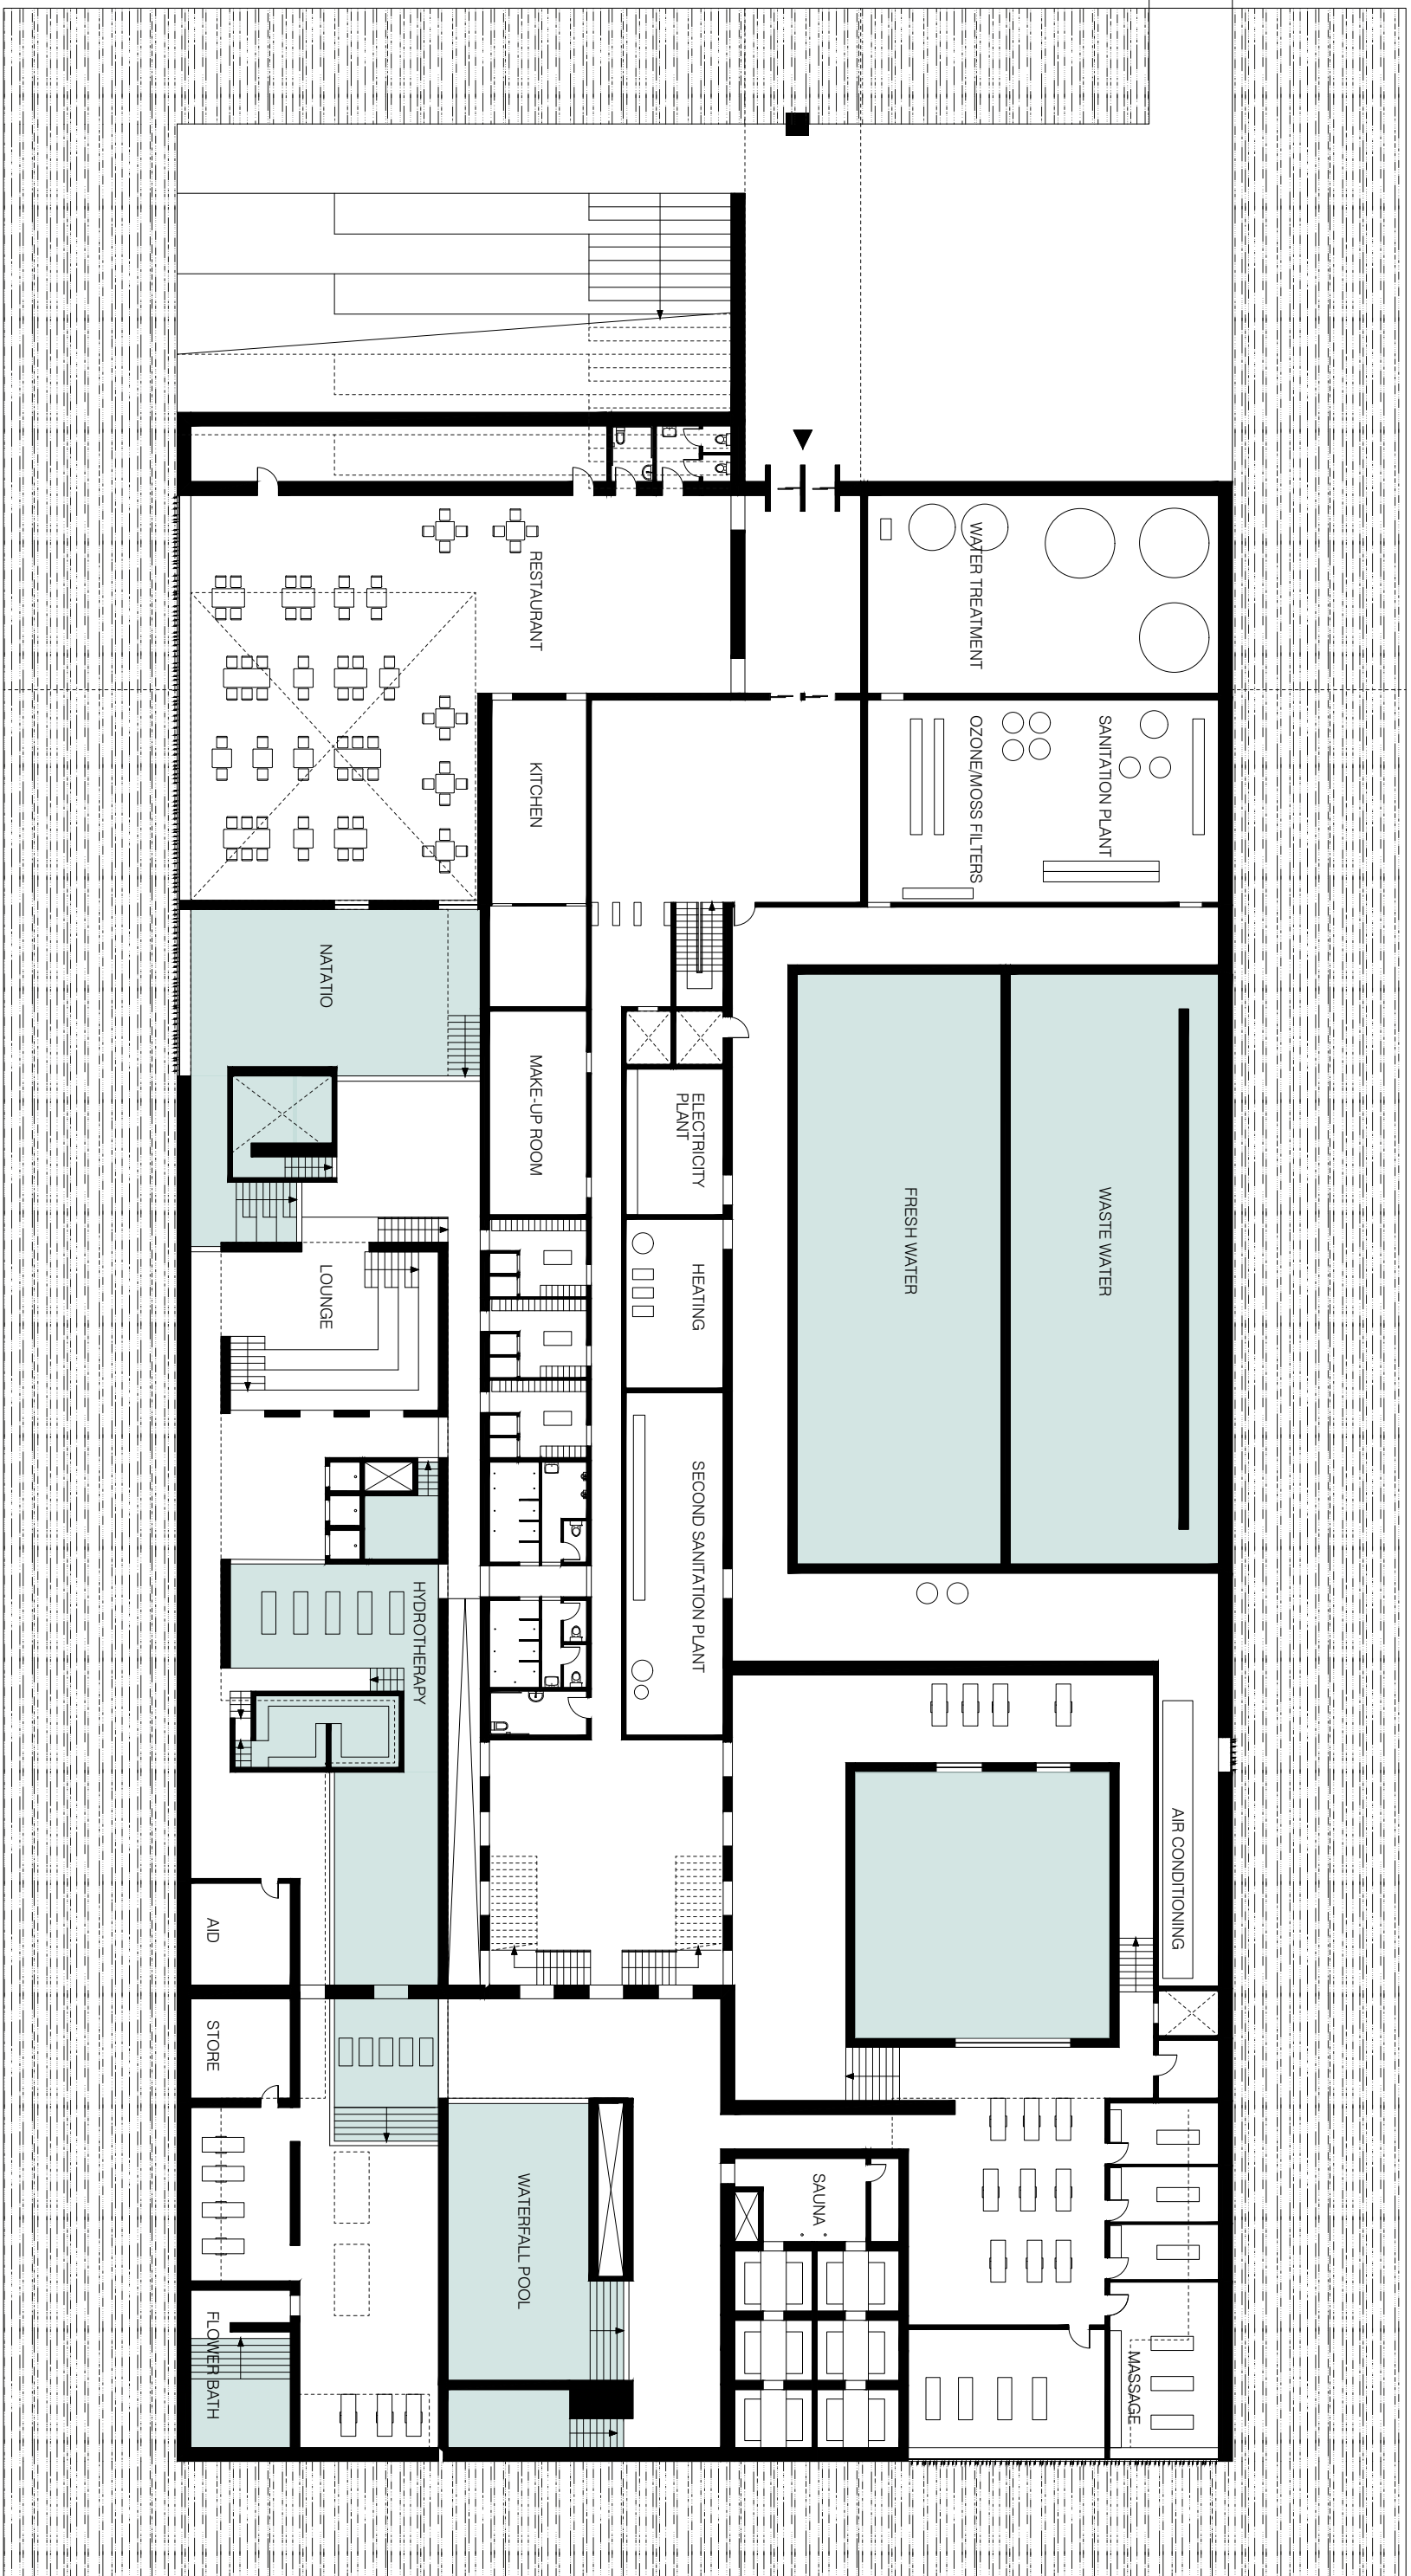 WATER TREATMENT
RESTAURANT
SANITATION PLANT
OZONE/MOSS FILTERS
KITCHEN
NATATIO
MAKE-UP ROOM
ELECTRICITY
PLANT
WASTE WATER
FRESH WATER
HEATING
LOUNGE
SECOND SANITATION PLANT
HYDROTHERAPY
AIR CONDITIONING
AID
STORE
SAUNA
WATERFALL POOL
FLOWER BATH
MASSAGE